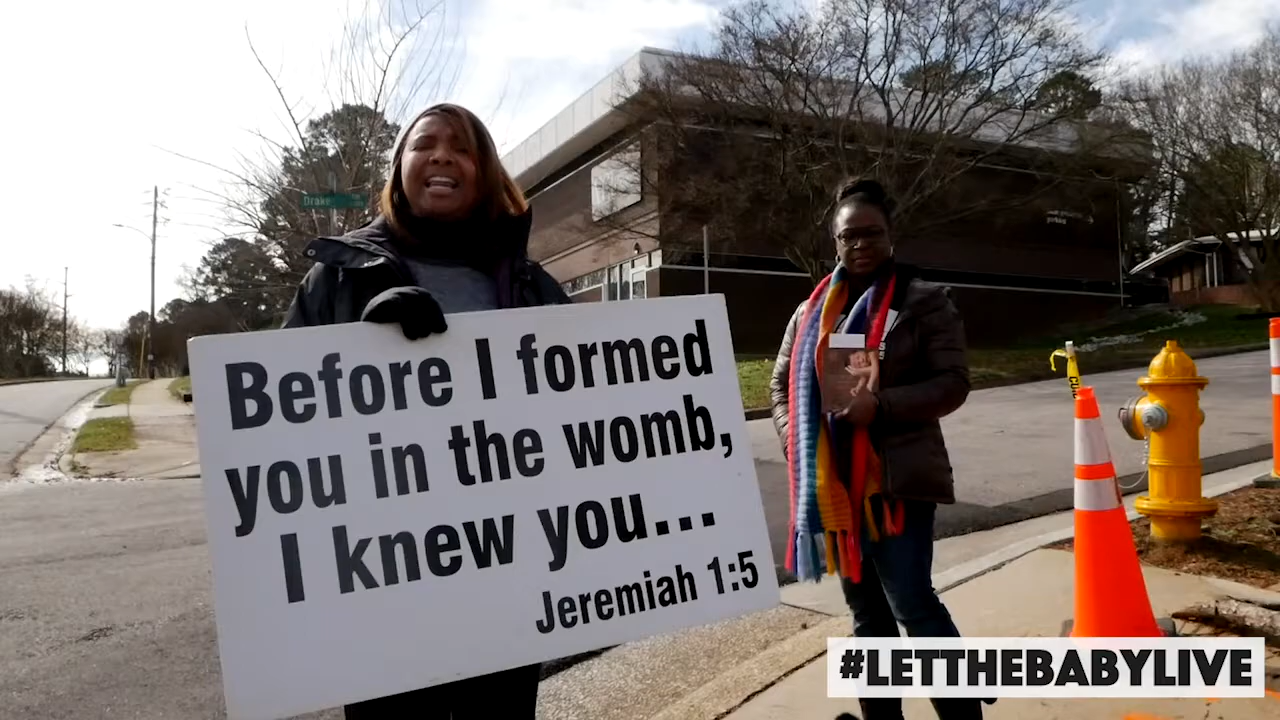 Drake
Before I formed
you in the womb,
I knew you...
Jeremiah 1:5
#LETTHEBABYLIVE